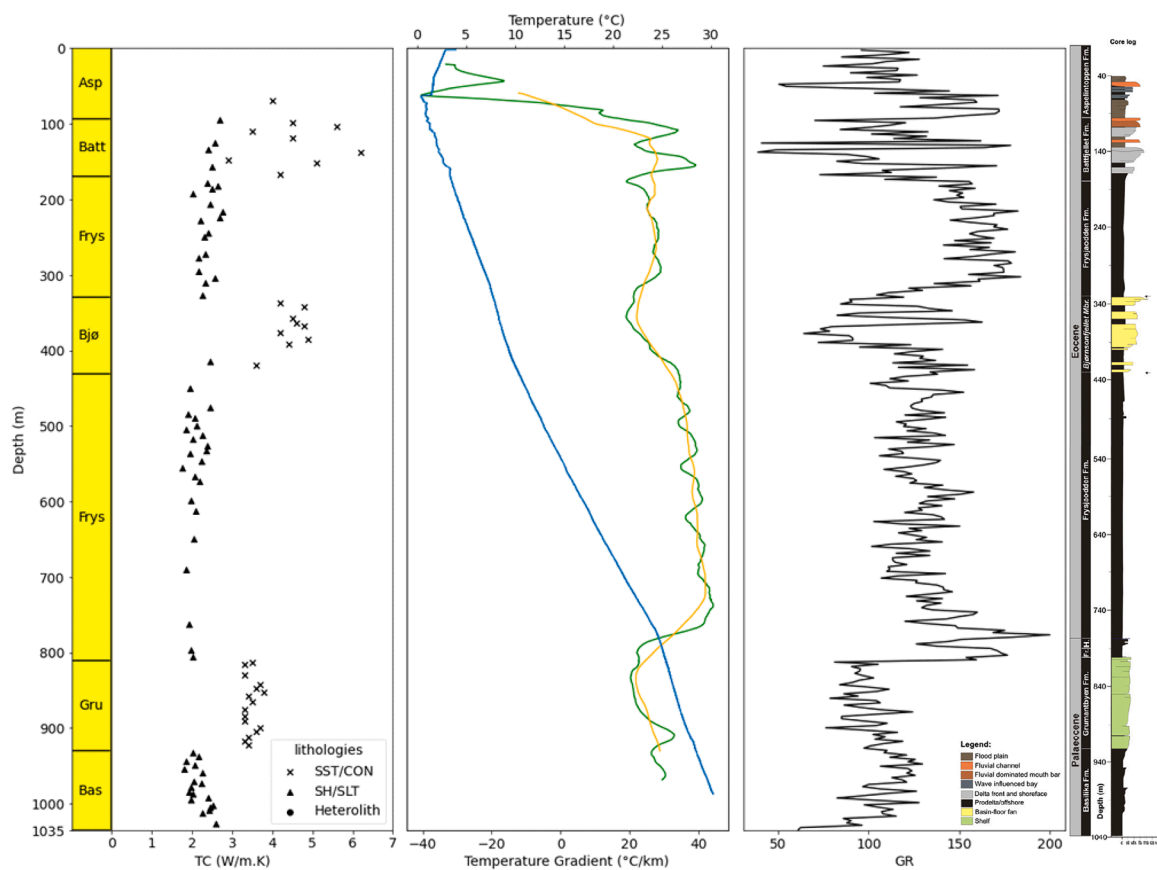 Temperature (°C)
0 5 10 15 20 25 30
Core log
0
100
200
300
400
500
600
700
800
900
1000
1035
Depth (m)
Asp
Batt
Frys
Bjø
Frys
Gru
Bas
lithologies
SST/CON
SH/SLT
Heterolith
0 1 2 3 4 5 6 7
TC (W/m.K)
−40 −20 0 20 40
Temperature Gradient (°C/km)
50 100 150 200
GR
Legend:
Flood plain
Fluvial channel
Fluvial dominated mouth bar
Wave influenced bay
Delta front and shoreface
Prodelta/offshore
Basin-floor fan
Shelf
Eocene
Palaeoccene
Aspelintoppen Fm.
Battfjellet Fm.
Frysjaodden Fm.
Bjørnsonfjellet Mbr.
Frysjaodden Fm.
Grumantbyen Fm.
Basilika Fm.
40
140
240
340
440
540
640
740
840
940
1040
Depth (m)